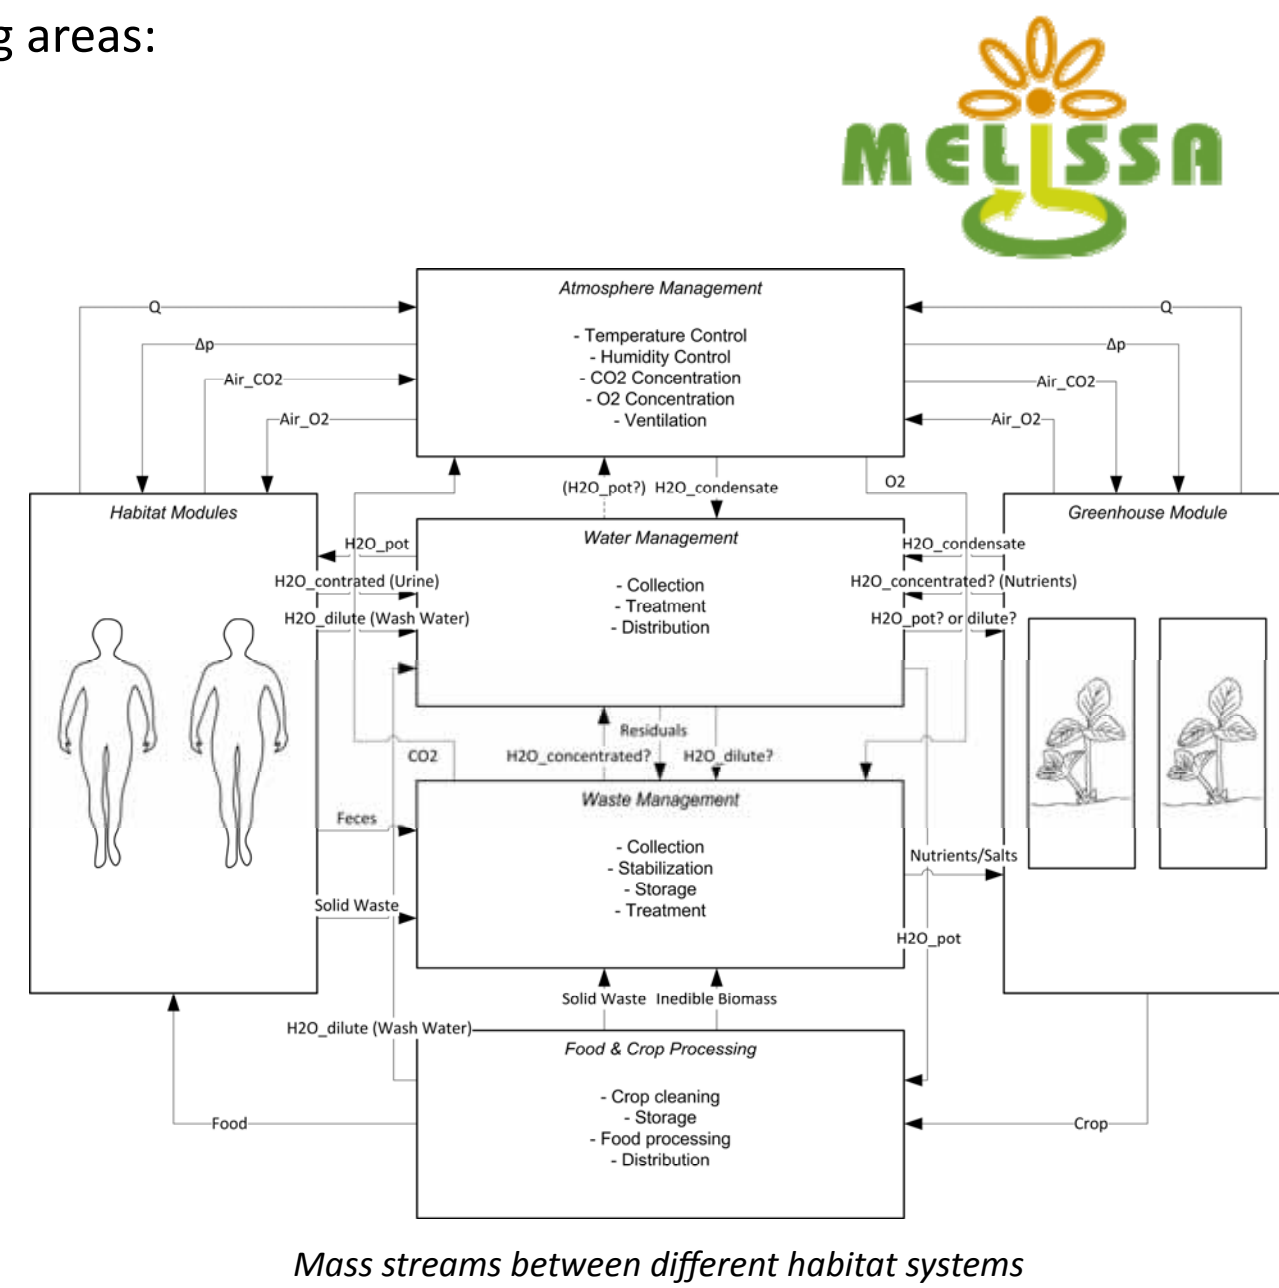 g areas:
MELISSA
Atmosphere Management
- Temperature Control
- Humidity Control
- CO2 Concentration
- O2 Concentration
- Ventilation
Q
Δp
Air_CO2
Air_O2
Q
Δp
Air_CO2
Air_O2
(H2O_pot?) H2O_condensate
O2
Habitat Modules
Water Management
- Collection
- Treatment
- Distribution
Greenhouse Module
H2O_pot
H2O_contrated (Urine)
H2O_dilute (Wash Water)
H2O_condensate
H2O_concentrated? (Nutrients)
H2O_pot? or dilute?
Residuals
CO2
H2O_concentrated?
H2O_dilute?
Waste Management
- Collection
- Stabilization
- Storage
- Treatment
Feces
Solid Waste
Nutrients/Salts
H2O_pot
Solid Waste Inedible Biomass
H2O_dilute (Wash Water)
Food & Crop Processing
- Crop cleaning
- Storage
- Food processing
- Distribution
Food
Crop
Mass streams between different habitat systems